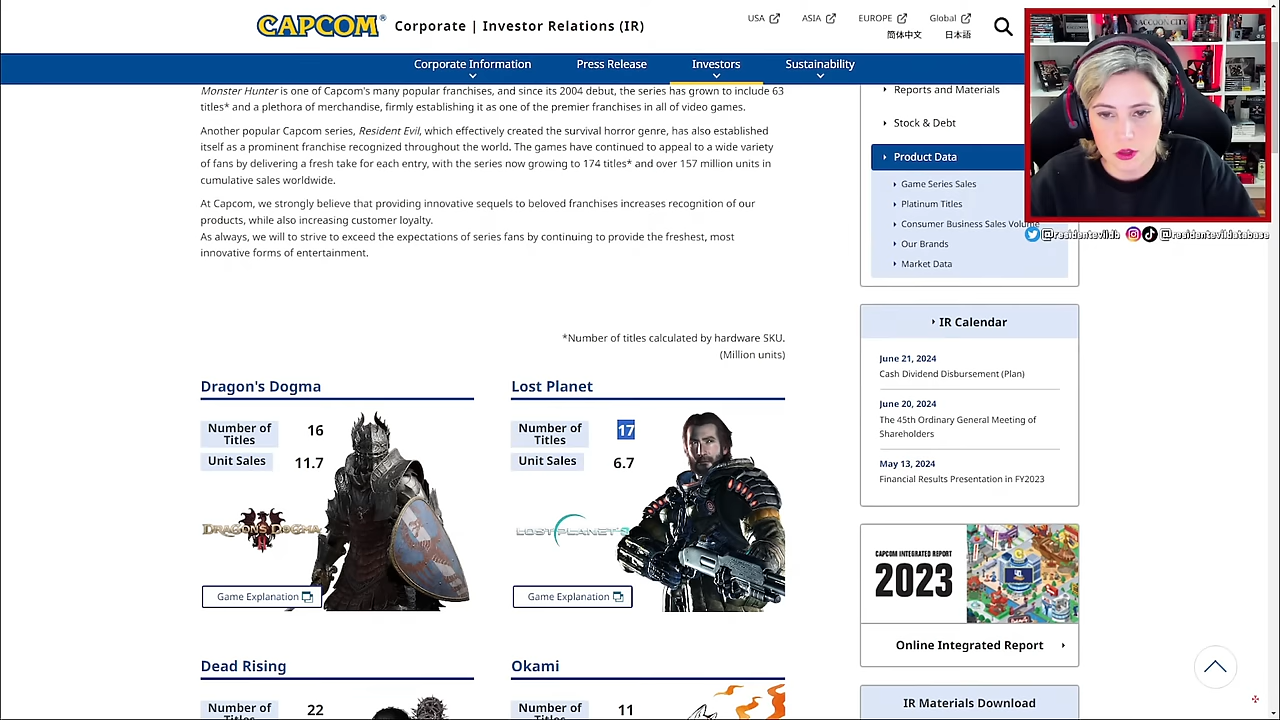 CAPCOM® Corporate | Investor Relations (IR)
USA ASIA EUROPE Global
简体中文 日本語
Corporate Information Press Release Investors Sustainability
Monster Hunter is one of Capcom's many popular franchises, and since its 2004 debut, the series has grown to include 63
titles* and a plethora of merchandise, firmly establishing it as one of the premier franchises in all of video games.
Another popular Capcom series, Resident Evil, which effectively created the survival horror genre, has also established
itself as a prominent franchise recognized throughout the world. The games have continued to appeal to a wide variety
of fans by delivering a fresh take for each entry, with the series now growing to 174 titles* and over 157 million units in
cumulative sales worldwide.
At Capcom, we strongly believe that providing innovative sequels to beloved franchises increases recognition of our
products, while also increasing customer loyalty.
As always, we will to strive to exceed the expectations of series fans by continuing to provide the freshest, most
innovative forms of entertainment.
*Number of titles calculated by hardware SKU.
(Million units)
Dragon's Dogma
Number of
Titles
16
Unit Sales 11.7
DRAGON'S DOGMA
Game Explanation
Lost Planet
Number of
Titles
17
Unit Sales 6.7
LOST PLANET 3
Game Explanation
Dead Rising
Number of
Titles
22
Okami
Number of
Titles
11
Reports and Materials
Stock & Debt
Product Data
Game Series Sales
Platinum Titles
Consumer Business Sales Volume
Our Brands
Market Data
IR Calendar
June 21, 2024
Cash Dividend Disbursement (Plan)
June 20, 2024
The 45th Ordinary General Meeting of
Shareholders
May 13, 2024
Financial Results Presentation in FY2023
CAPCOM INTEGRATED REPORT
2023
Online Integrated Report
IR Materials Download
RACCOON CITY
@residentevildb @residentevildatabase